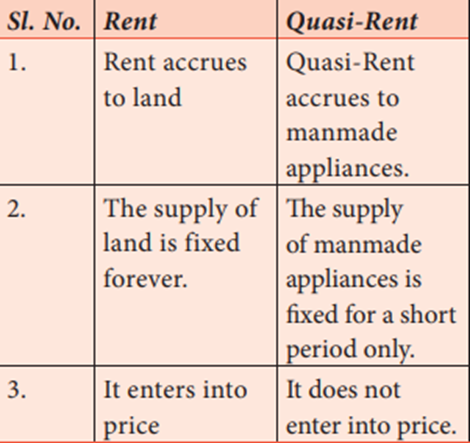 Sl. No. Rent Quasi-Rent
1. Rent accrues
to land
Quasi-Rent
accrues to
manmade
appliances.
2. The supply of
land is fixed
forever.
The supply
of manmade
appliances is
fixed for a short
period only.
3. It enters into
price
It does not
enter into price.